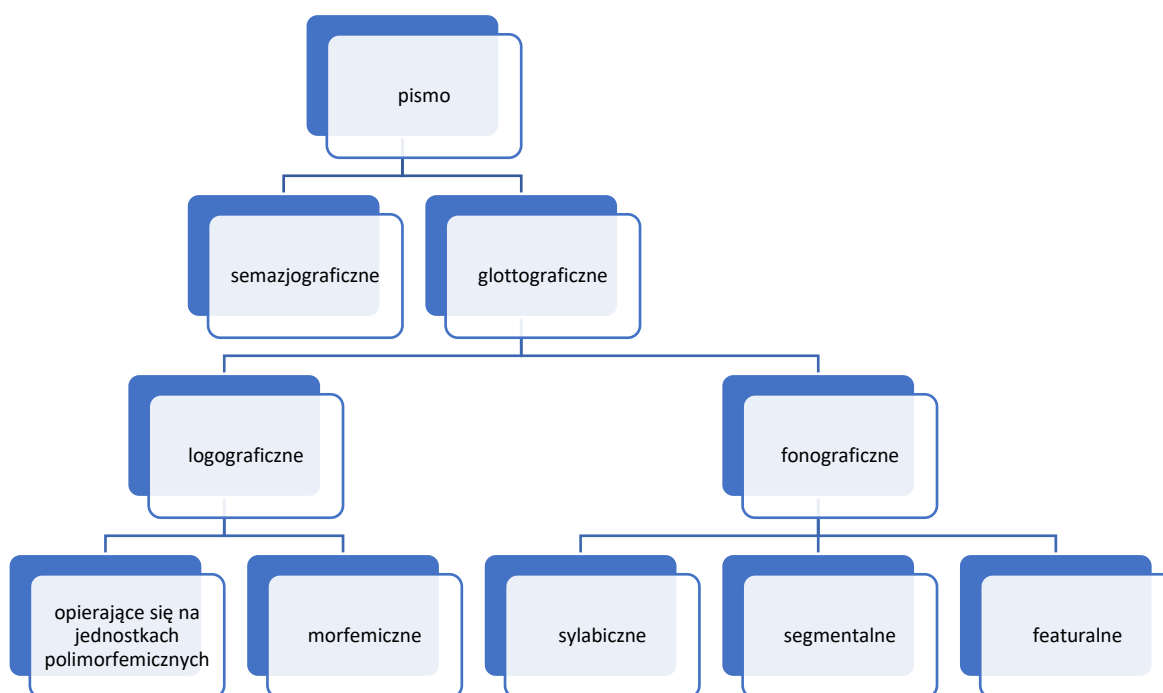 pismo
semazjograficzne
glottograficzne
logograficzne
fonograficzne
opierające się na
jednostkach
polimorfemicznych
morfemiczne
sylabiczne
segmentalne
featuralne